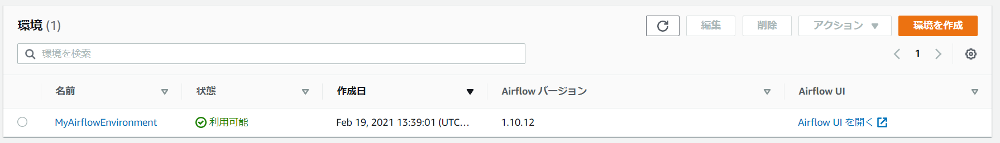 環境 (1)
編集
削除
アクション
環境を作成
環境を検索
1
名前 状態 作成日 Airflow バージョン Airflow UI
MyAirflowEnvironment 利用可能 Feb 19, 2021 13:39:01 (UTC... 1.10.12 Airflow UI を開く